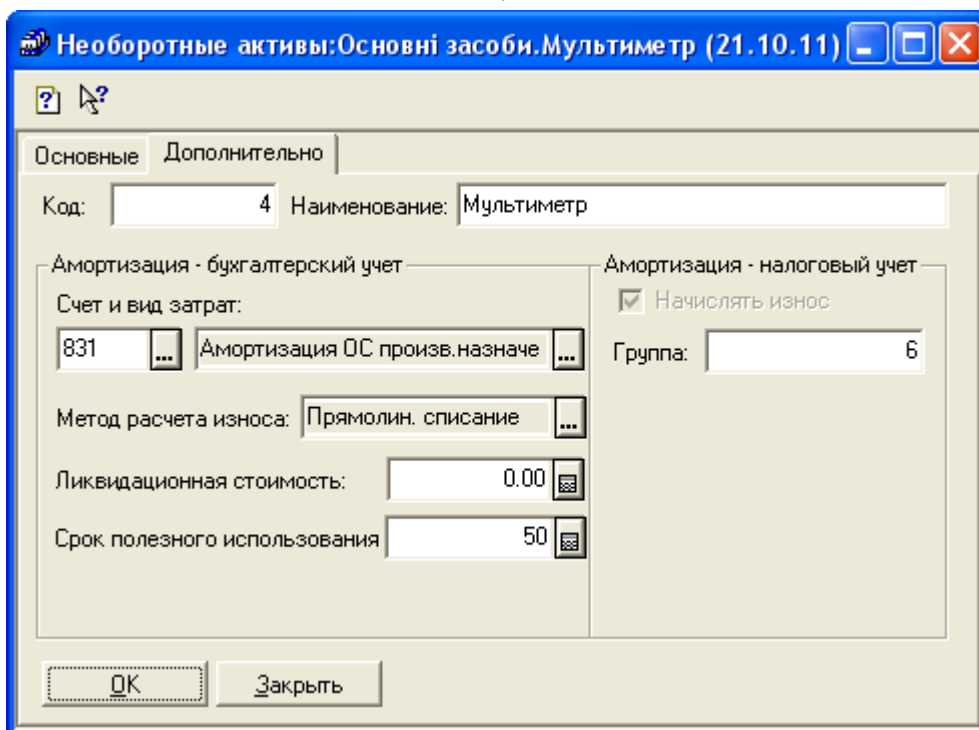 Необоротные активы:Основні засоби.Мультиметр (21.10.11)
Основные Дополнительно
Код: 4 Наименование: Мультиметр
Амортизация - бухгалтерский учет
Счет и вид затрат:
831 ... Амортизация ОС произв.назначе ...
Метод расчета износа: Прямолин. списание ...
Ликвидационная стоимость: 0.00
Срок полезного использования 50
Амортизация - налоговый учет
Начислять износ
Группа: 6
OK Закрыть